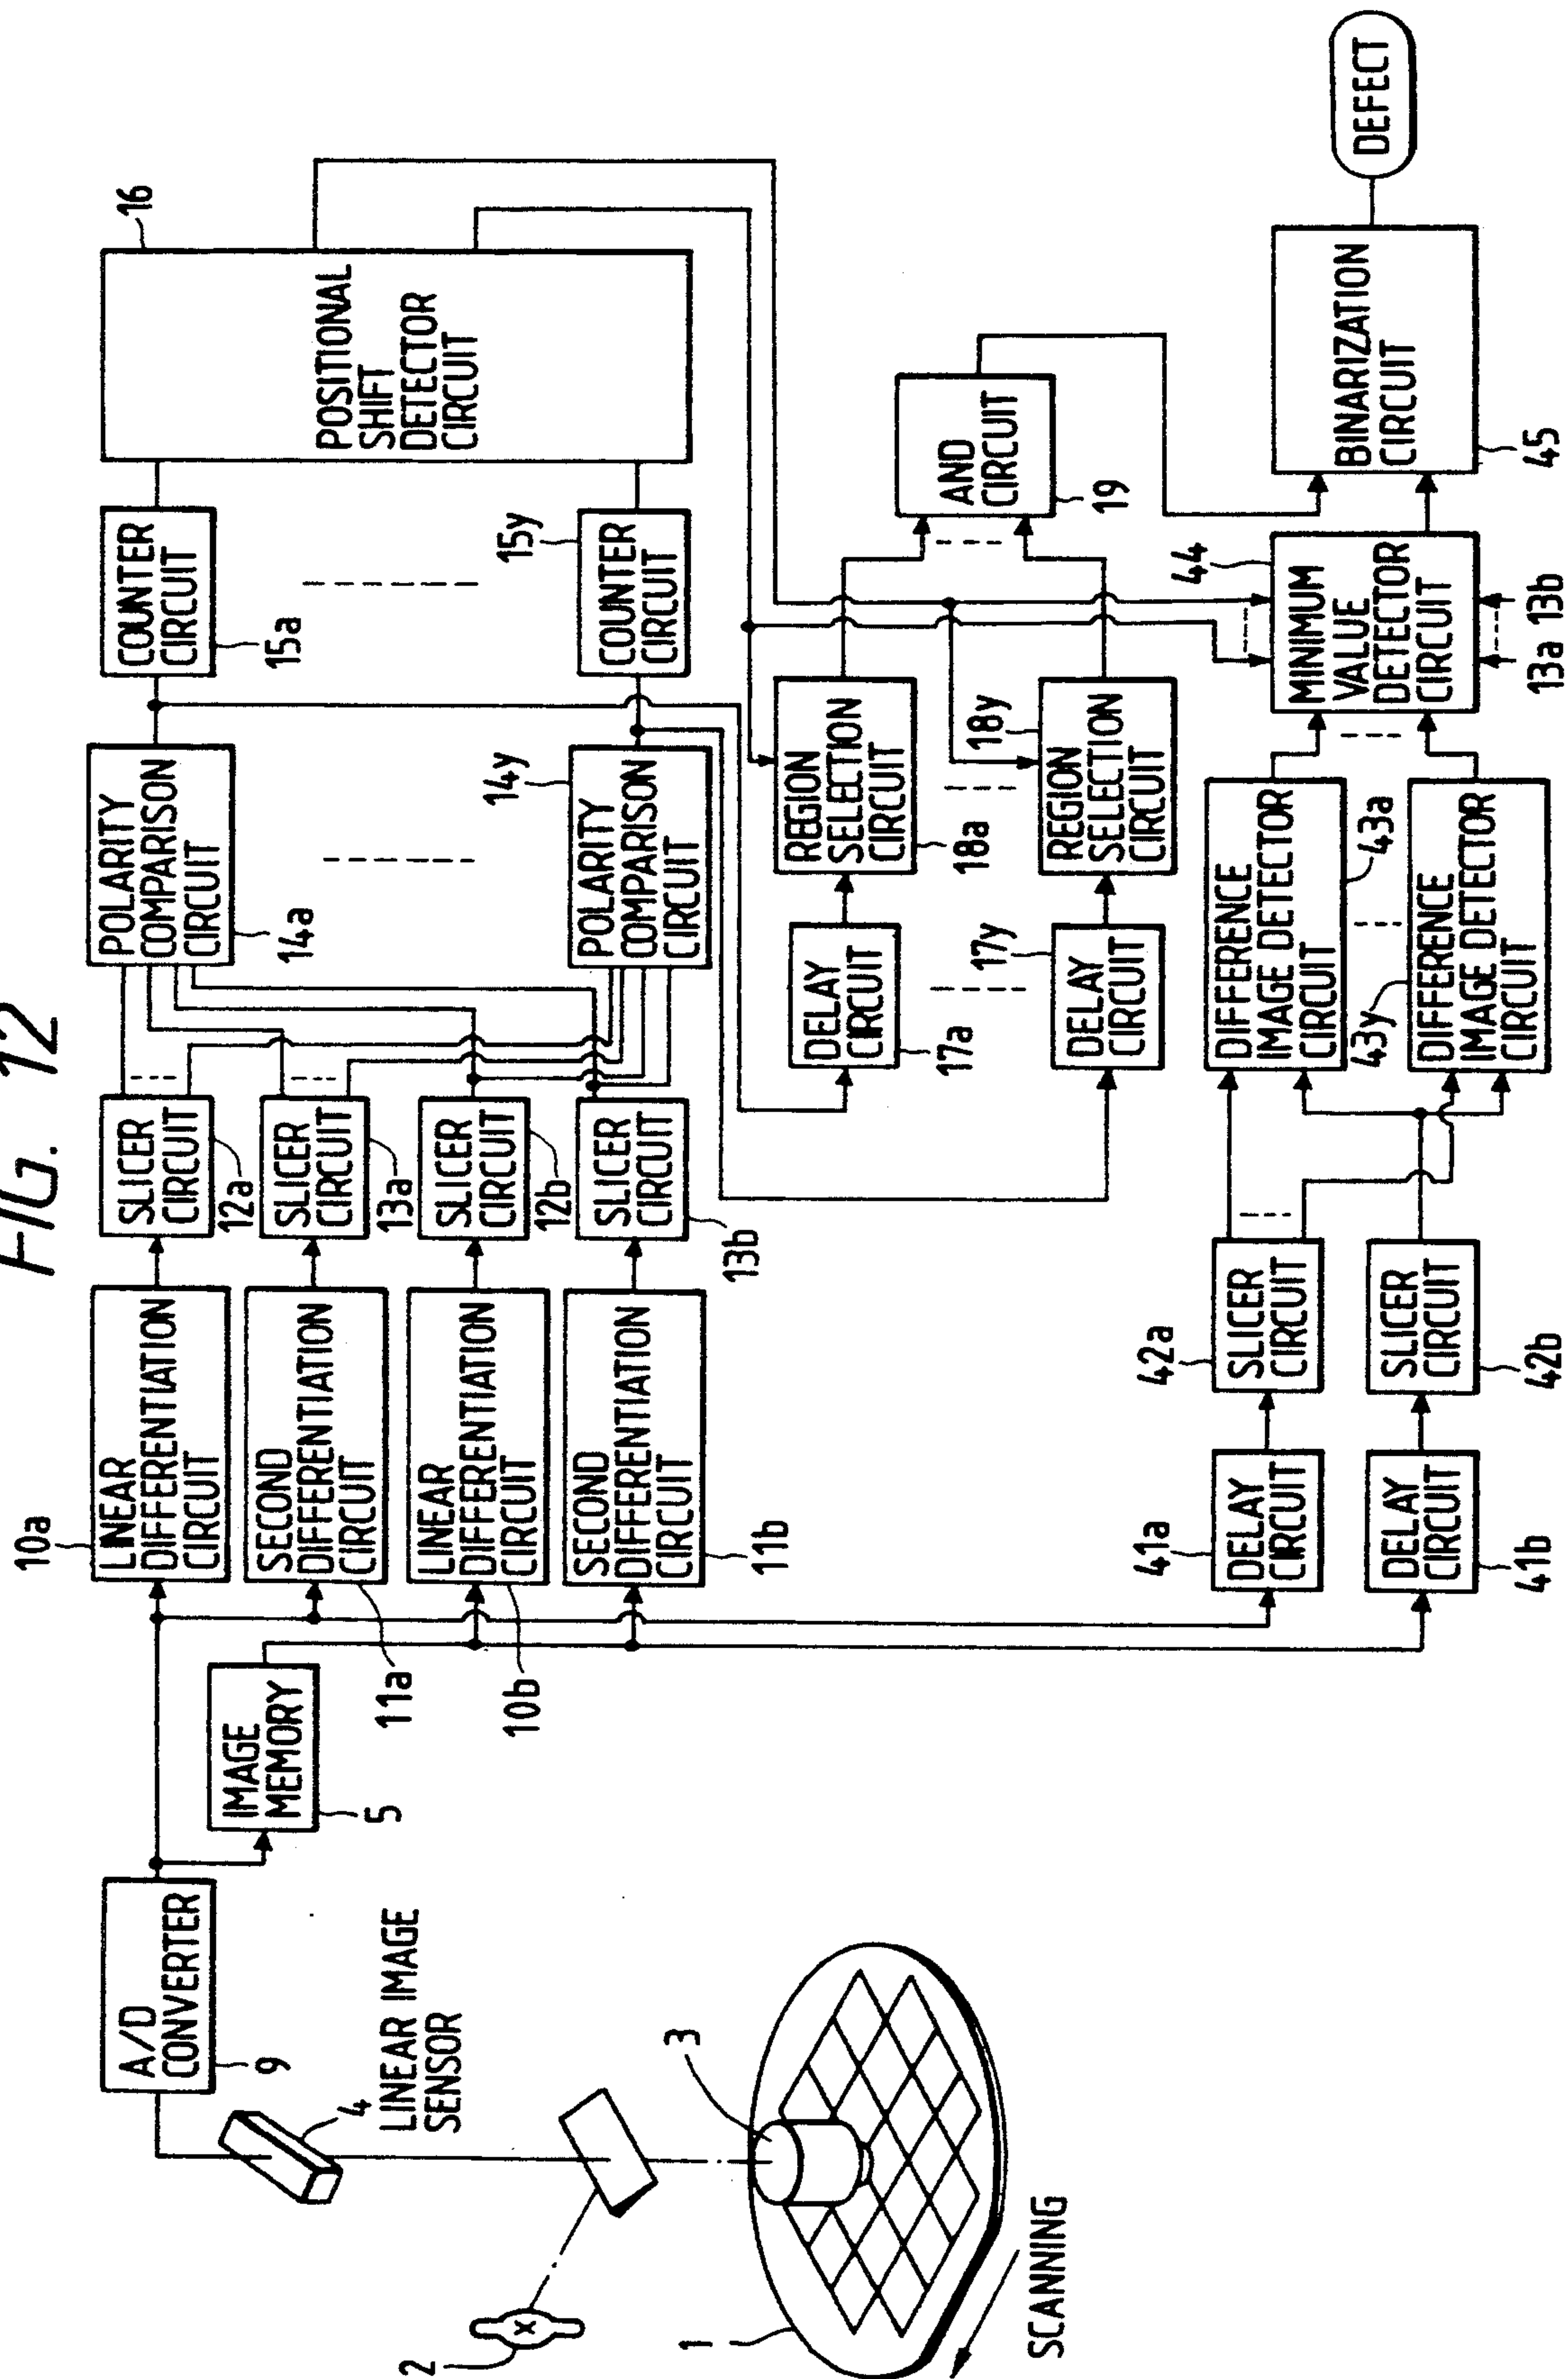 FIG. 12
10a
LINEAR
DIFFERENTIATION
CIRCUIT
SLICER
CIRCUIT
12a
POLARITY
COMPARISON
CIRCUIT
14a
COUNTER
CIRCUIT
15a
16
POSITIONAL
SHIFT
DETECTOR
CIRCUIT
A/D
CONVERTER
9
IMAGE
MEMORY
5
SECOND
DIFFERENTIATION
CIRCUIT
11a
SLICER
CIRCUIT
13a
4
LINEAR IMAGE
SENSOR
LINEAR
DIFFERENTIATION
CIRCUIT
10b
SLICER
CIRCUIT
12b
SECOND
DIFFERENTIATION
CIRCUIT
11b
SLICER
CIRCUIT
13b
14y
POLARITY
COMPARISON
CIRCUIT
15y
COUNTER
CIRCUIT
2
x
3
1
SCANNING
DELAY
CIRCUIT
17a
REGION
SELECTION
CIRCUIT
18a
AND
CIRCUIT
19
17y
DELAY
CIRCUIT
18y
REGION
SELECTION
CIRCUIT
41a
DELAY
CIRCUIT
42a
SLICER
CIRCUIT
DIFFERENCE
IMAGE DETECTOR
CIRCUIT
43a
44
MINIMUM
VALUE
DETECTOR
CIRCUIT
13a 13b
BINARIZATION
CIRCUIT
45
DEFECT
DELAY
CIRCUIT
41b
SLICER
CIRCUIT
42b
43y
DIFFERENCE
IMAGE DETECTOR
CIRCUIT